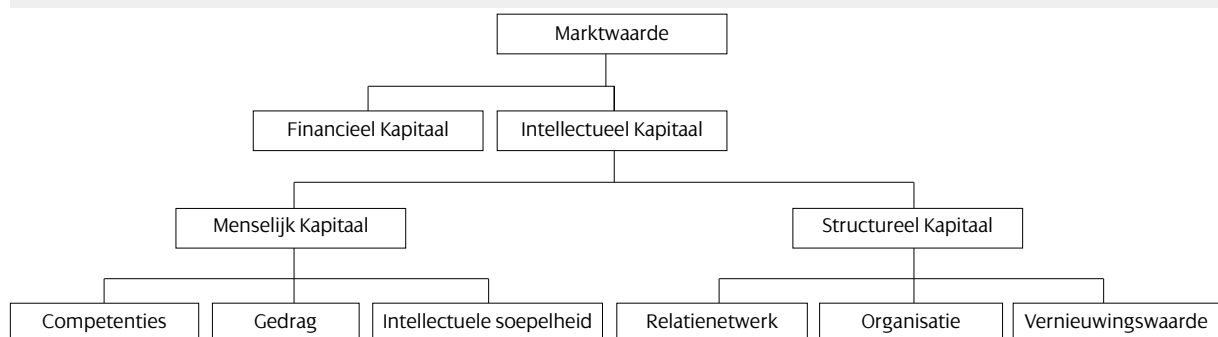 Marktwaarde
Financieel Kapitaal
Intellectueel Kapitaal
Menselijk Kapitaal
Structureel Kapitaal
Competenties
Gedrag
Intellectuele soepelheid
Relatienetwerk
Organisatie
Vernieuwingswaarde